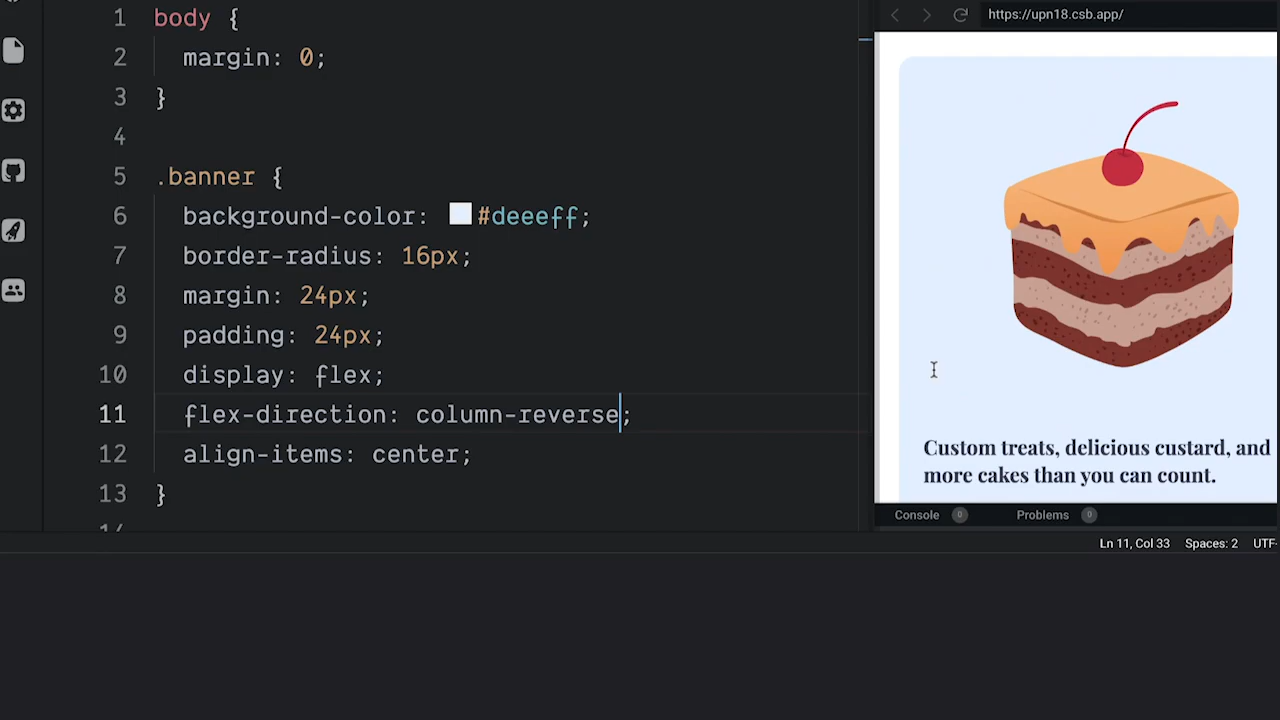 1 body {
2 margin: 0;
3 }
4
5 .banner {
6 background-color: #deeeff;
7 border-radius: 16px;
8 margin: 24px;
9 padding: 24px;
10 display: flex;
11 flex-direction: column-reverse;
12 align-items: center;
13 }
14
https://upn18.csb.app/
Custom treats, delicious custard, and
more cakes than you can count.
Console 0 Problems 0
Ln 11, Col 33 Spaces: 2 UTF-